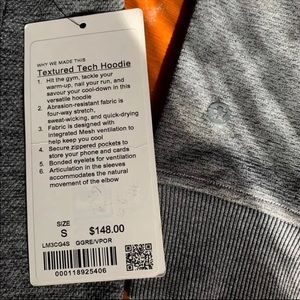 WHY WE MADE THIS
Textured Tech Hoodie
1. Hit the gym, tackle your
warm-up, nail your run, and
savour your cool-down in this
versatile hoodie
2. Abrasion-resistant fabric is
four-way stretch,
sweat-wicking, and quick-drying
3. Fabric is designed with
integrated Mesh ventilation to
help keep you cool
4. Secure zippered pockets to
store your phone and cards
5. Bonded eyelets for ventilation
6. Articulation in the sleeves
accommodates the natural
movement of the elbow
SIZE
S $148.00
LM3CG4S GGRE/VPOR
000118925406